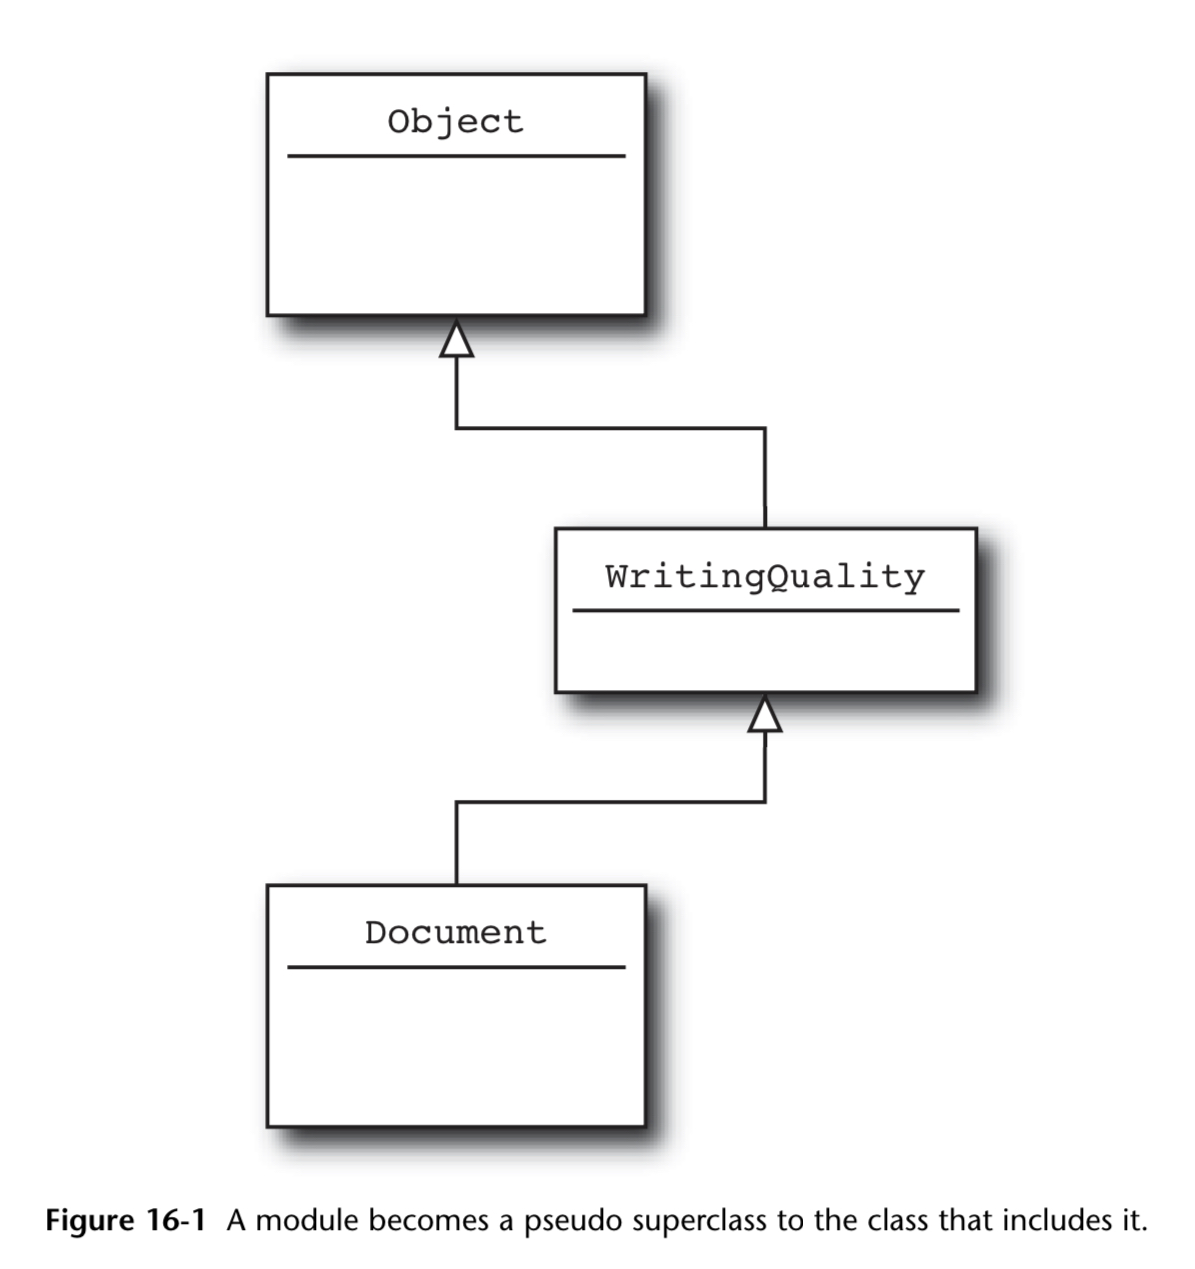 Object
WritingQuality
Document
Figure 16-1 A module becomes a pseudo superclass to the class that includes it.